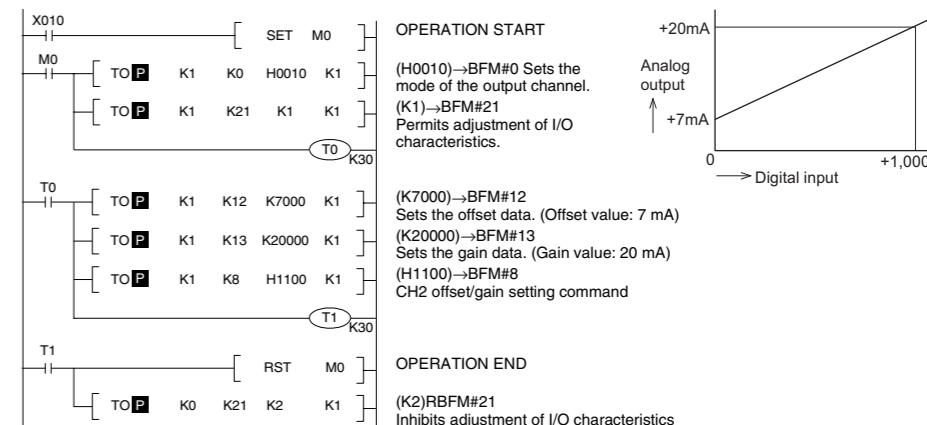 X010
SET M0
OPERATION START
M0
TO P K1 K0 H0010 K1
(H0010)→BFM#0 Sets the
mode of the output channel.
TO P K1 K21 K1 K1
(K1)→BFM#21
Permits adjustment of I/O
characteristics.
T0
K30
T0
TO P K1 K12 K7000 K1
(K7000)→BFM#12
Sets the offset data. (Offset value: 7 mA)
TO P K1 K13 K20000 K1
(K20000)→BFM#13
Sets the gain data. (Gain value: 20 mA)
TO P K1 K8 H1100 K1
(H1100)→BFM#8
CH2 offset/gain setting command
T1
K30
T1
RST M0
OPERATION END
TO P K0 K21 K2 K1
(K2)RBFM#21
Inhibits adjustment of I/O characteristics
+20mA
Analog
output
+7mA
0
+1,000
Digital input